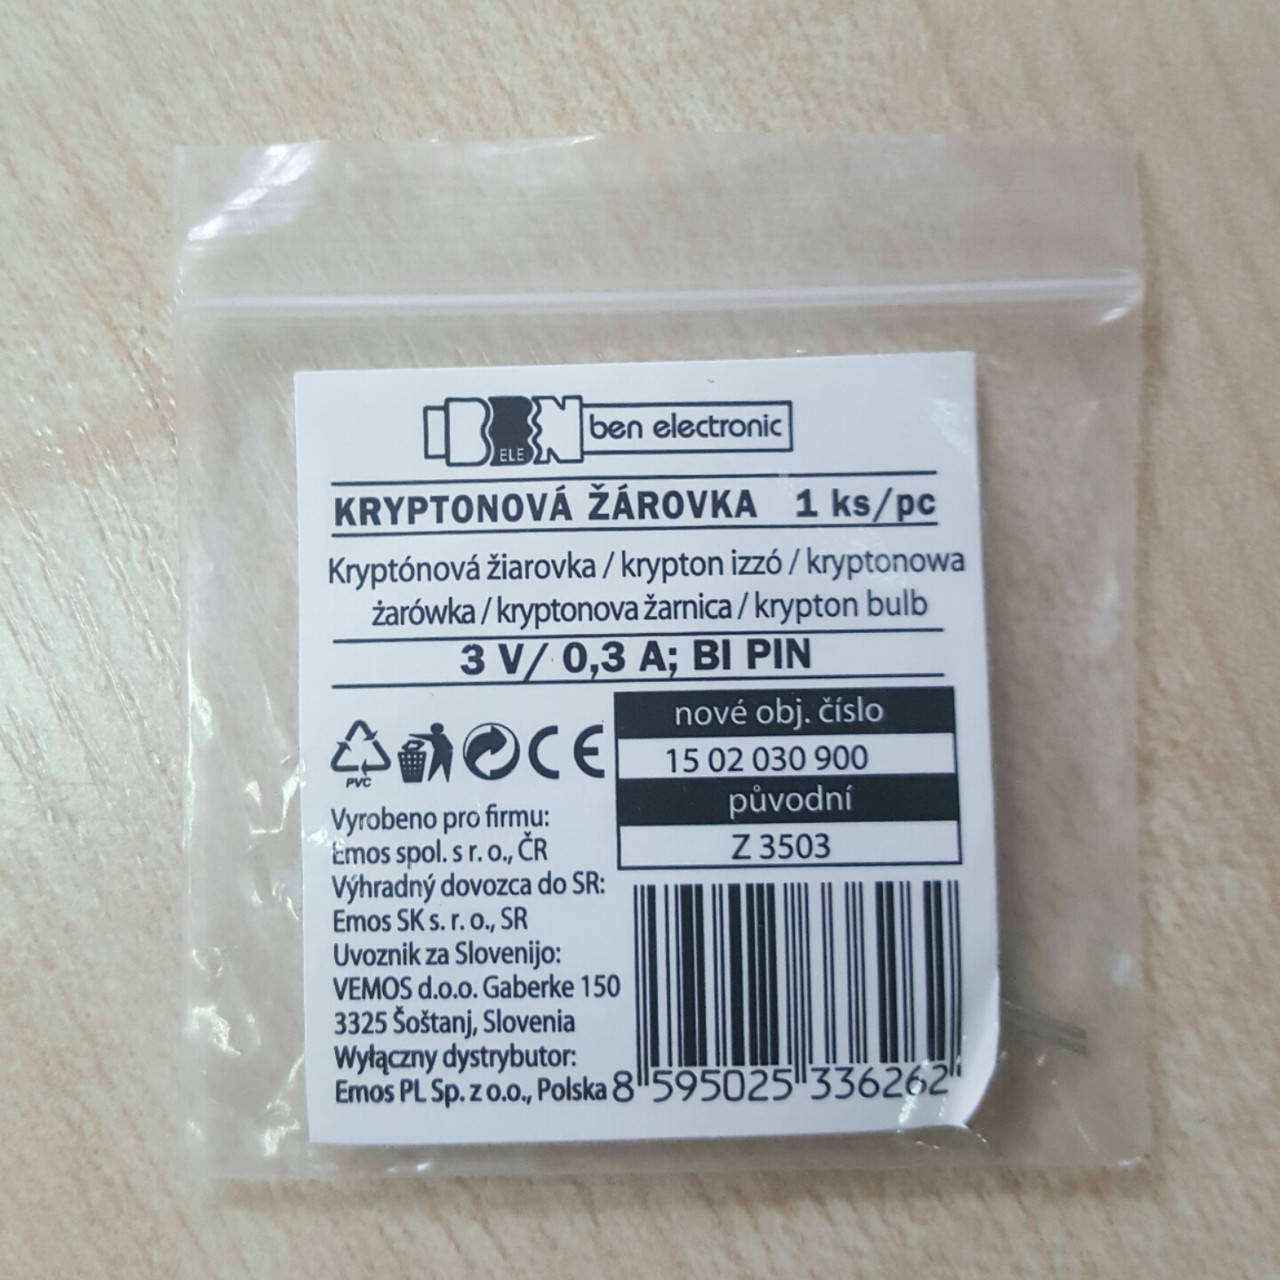 BEN
ELE
ben electronic
KRYPTONOVÁ ŽÁROVKA 1 ks/pc
Kryptónová žiarovka / krypton izzó / kryptonowa
żarówka / kryptonova žarnica / krypton bulb
3 V/ 0,3 A; BI PIN
nové obj. číslo
15 02 030 900
původní
Z 3503
PVC
CE
Vyrobeno pro firmu:
Emos spol. s r. o., ČR
Výhradný dovozca do SR:
Emos SK s. r. o., SR
Uvoznik za Slovenijo:
VEMOS d.o.o. Gaberke 150
3325 Šoštanj, Slovenia
Wyłączny dystrybutor:
Emos PL Sp. z o.o., Polska
8 595025 336262